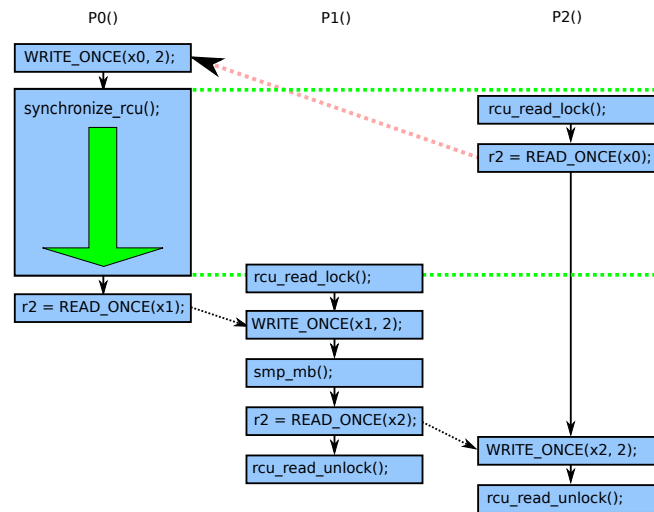 P0()
P1()
P2()
WRITE_ONCE(x0, 2);
synchronize_rcu();
rcu_read_lock();
r2 = READ_ONCE(x0);
rcu_read_lock();
r2 = READ_ONCE(x1);
WRITE_ONCE(x1, 2);
smp_mb();
r2 = READ_ONCE(x2);
WRITE_ONCE(x2, 2);
rcu_read_unlock();
rcu_read_unlock();